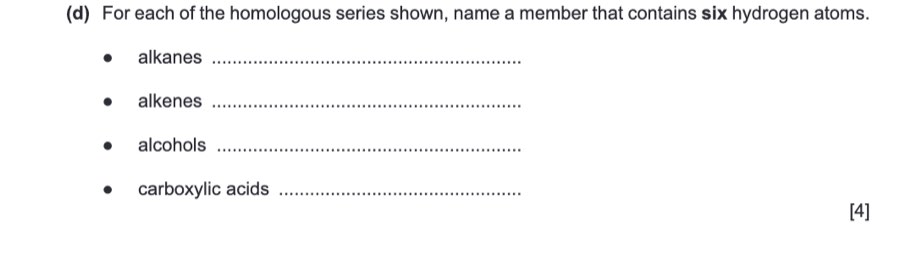 (d) For each of the homologous series shown, name a member that contains six hydrogen atoms.
• alkanes ..............................................................
• alkenes ..............................................................
• alcohols .............................................................
• carboxylic acids .................................................
[4]